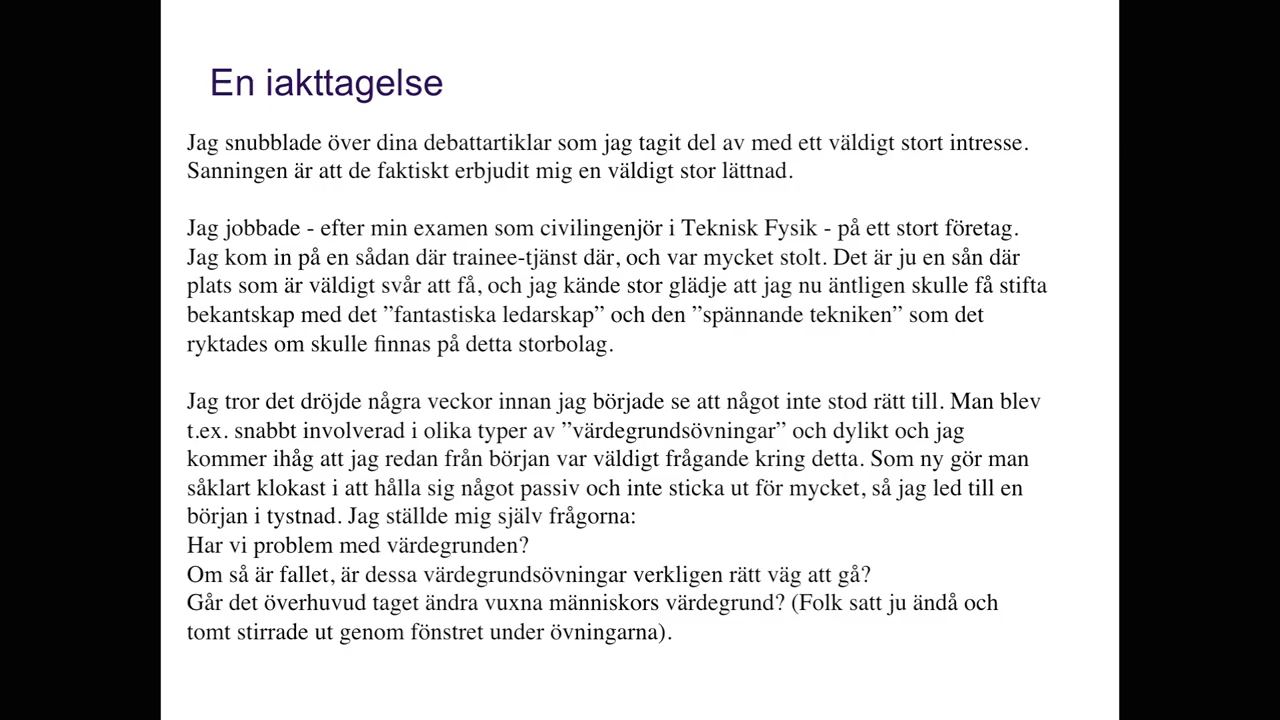 En iakttagelse
Jag snubblade över dina debattartiklar som jag tagit del av med ett väldigt stort intresse.
Sanningen är att de faktiskt erbjudit mig en väldigt stor lättnad.
Jag jobbade - efter min examen som civilingenjör i Teknisk Fysik - på ett stort företag.
Jag kom in på en sådan där trainee-tjänst där, och var mycket stolt. Det är ju en sån där
plats som är väldigt svår att få, och jag kände stor glädje att jag nu äntligen skulle få stifta
bekantskap med det ”fantastiska ledarskap” och den ”spännande tekniken” som det
ryktades om skulle finnas på detta storbolag.
Jag tror det dröjde några veckor innan jag började se att något inte stod rätt till. Man blev
t.ex. snabbt involverad i olika typer av ”värdegrundsövningar” och dylikt och jag
kommer ihåg att jag redan från början var väldigt frågande kring detta. Som ny gör man
såklart klokast i att hålla sig något passiv och inte sticka ut för mycket, så jag led till en
början i tystnad. Jag ställde mig själv frågorna:
Har vi problem med värdegrunden?
Om så är fallet, är dessa värdegrundsövningar verkligen rätt väg att gå?
Går det överhuvud taget ändra vuxna människors värdegrund? (Folk satt ju ändå och
tomt stirrade ut genom fönstret under övningarna).